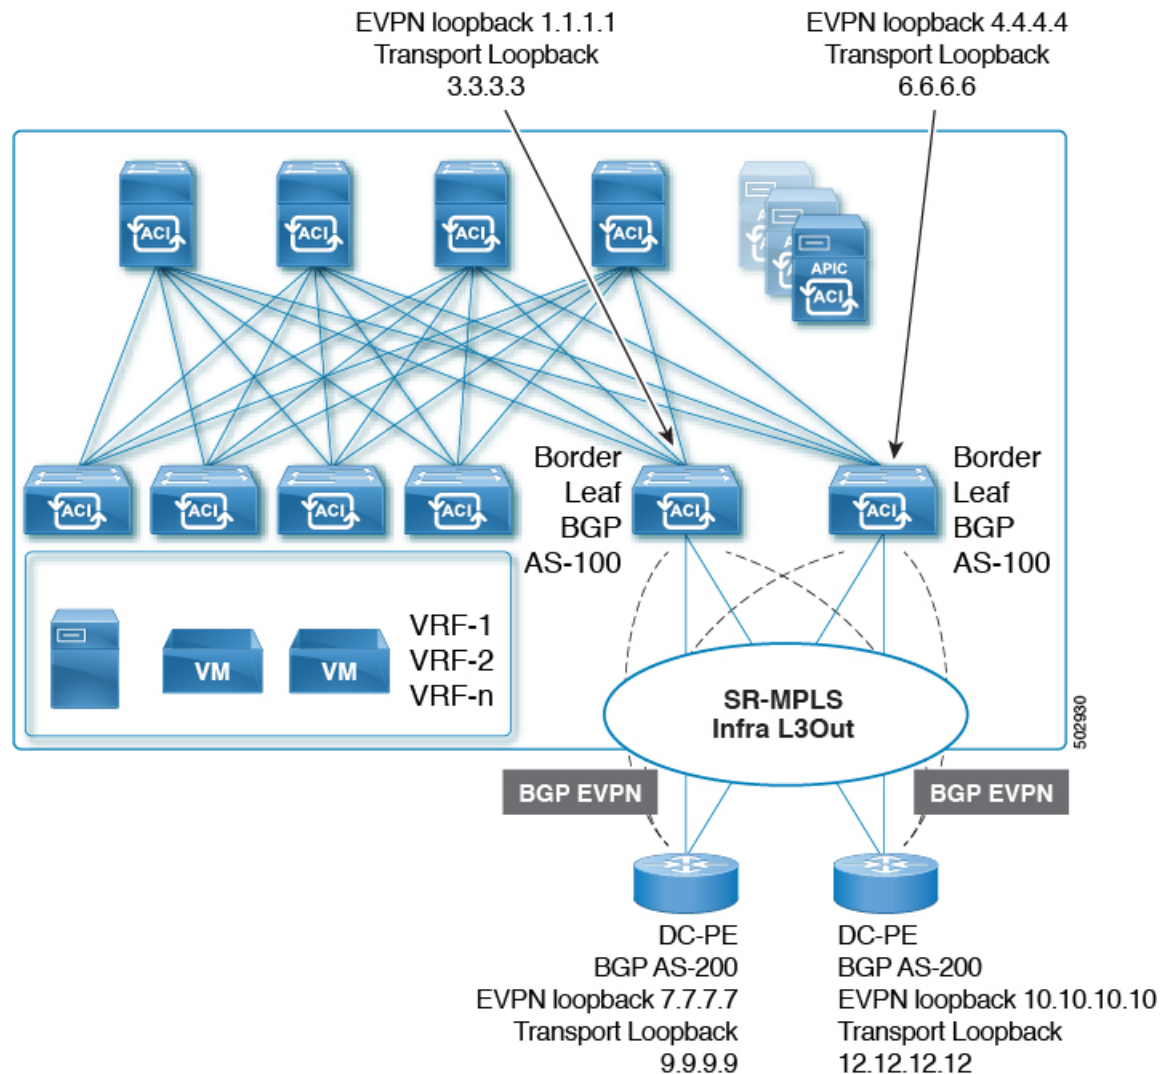 EVPN loopback 1.1.1.1
Transport Loopback
3.3.3.3
EVPN loopback 4.4.4.4
Transport Loopback
6.6.6.6
ACI
ACI
ACI
ACI
A
A
A
A
APIC
ACI
ACI
ACI
ACI
ACI
Border
Leaf
BGP
AS-100
ACI
ACI
Border
Leaf
BGP
AS-100
VM
VM
VRF-1
VRF-2
VRF-n
SR-MPLS
Infra L3Out
502930
BGP EVPN
BGP EVPN
DC-PE
BGP AS-200
EVPN loopback 7.7.7.7
Transport Loopback
9.9.9.9
DC-PE
BGP AS-200
EVPN loopback 10.10.10.10
Transport Loopback
12.12.12.12